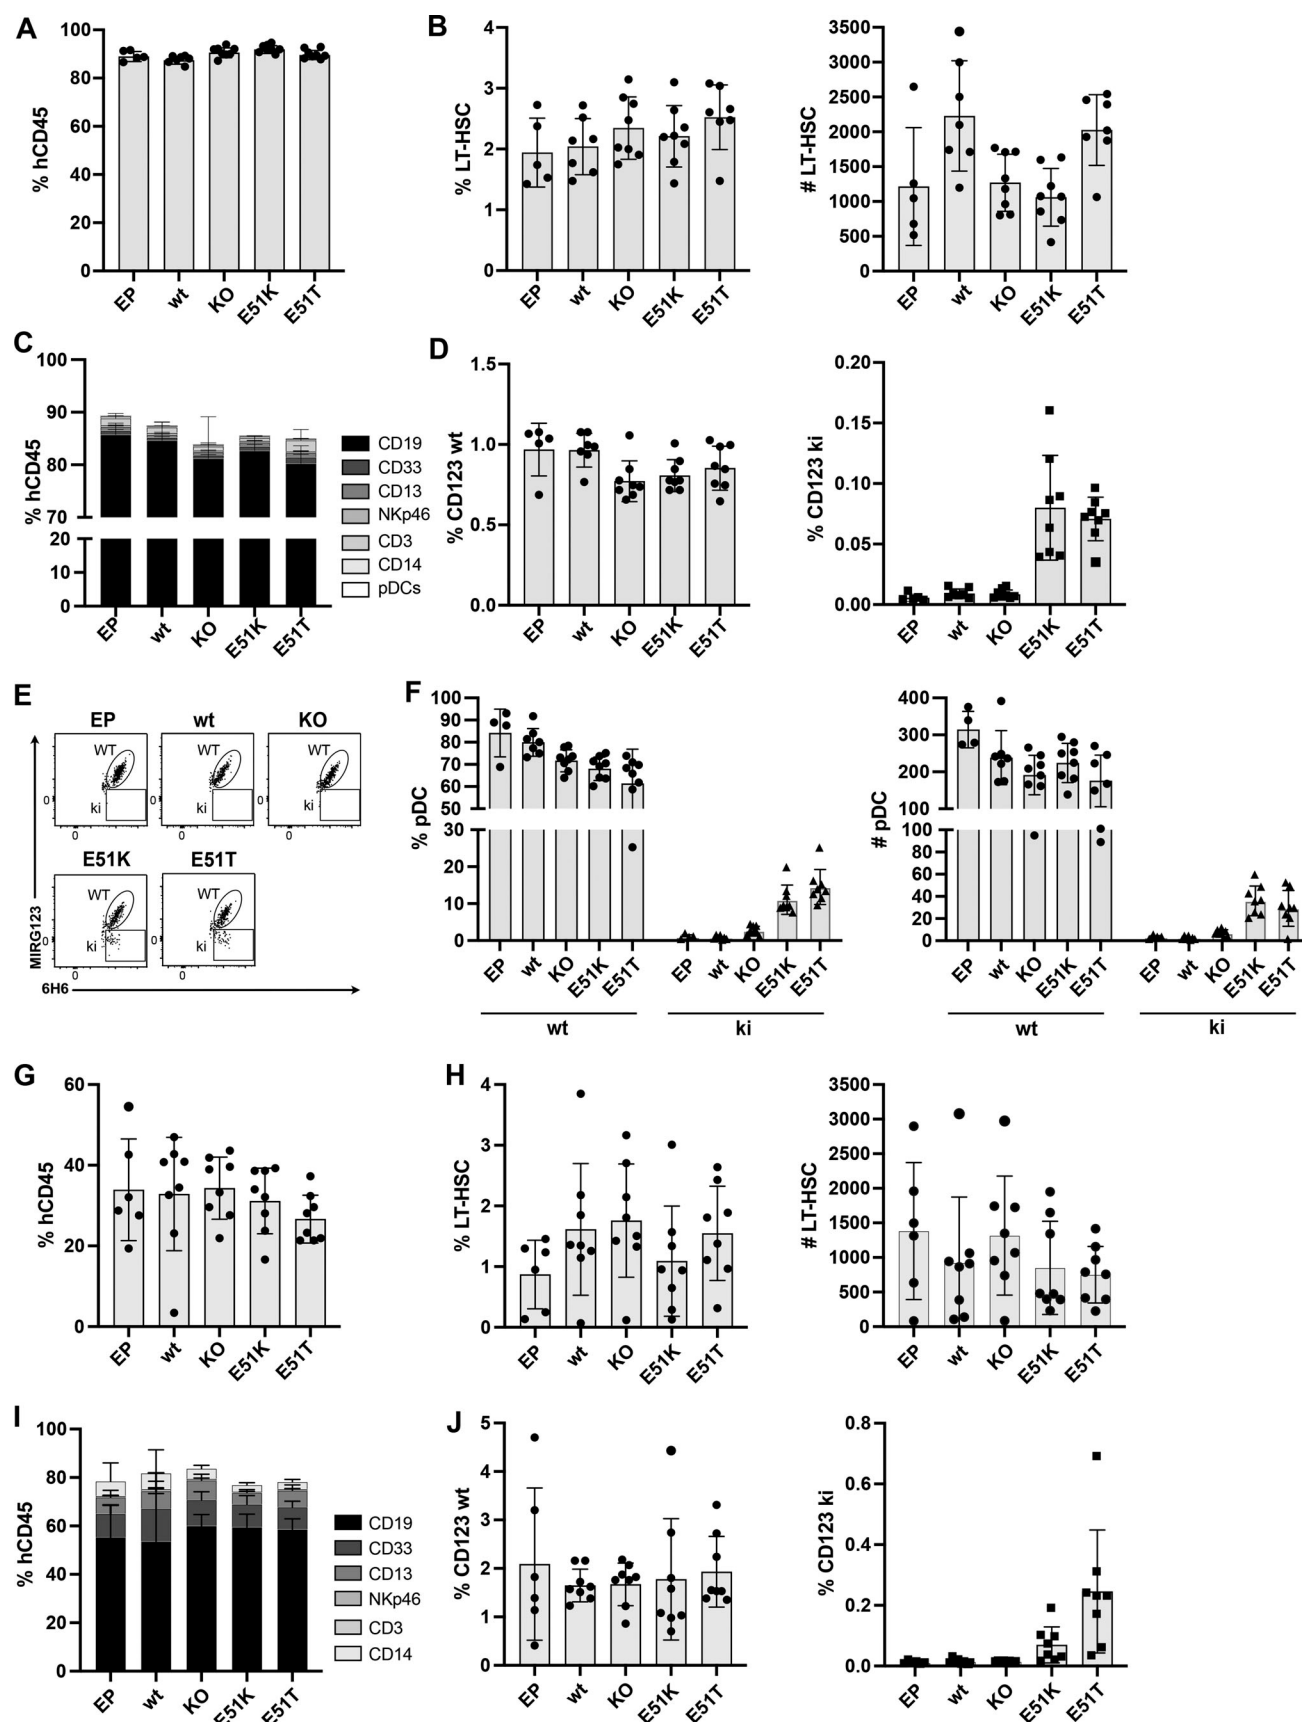 A
% hCD45
100
80
60
40
20
0
EP wt KO E51K E51T
B
% LT-HSC
4
3
2
1
0
EP wt KO E51K E51T
# LT-HSC
3500
3000
2500
2000
1500
1000
500
0
EP wt KO E51K E51T
C
% hCD45
100
90
80
70
20
10
0
EP wt KO E51K E51T
CD19
CD33
CD13
NKp46
CD3
CD14
pDCs
D
% CD123 wt
1.5
1.0
0.5
0.0
EP wt KO E51K E51T
% CD123 ki
0.20
0.15
0.10
0.05
0.00
EP wt KO E51K E51T
E
EP wt KO
WT WT WT
ki ki ki
0 0 0
0 0 0
E51K E51T
WT WT
ki ki
0 0
0 0
MIRG123
6H6
F
% pDC
100
90
80
70
60
50
30
20
10
0
EP wt KO E51K E51T EP wt KO E51K E51T
wt ki
# pDC
400
300
200
100
100
80
60
40
20
0
EP wt KO E51K E51T EP wt KO E51K E51T
wt ki
G
% hCD45
60
40
20
0
EP wt KO E51K E51T
H
% LT-HSC
4
3
2
1
0
EP wt KO E51K E51T
# LT-HSC
3500
3000
2500
2000
1500
1000
500
0
EP wt KO E51K E51T
I
% hCD45
100
80
60
40
20
0
EP wt KO E51K E51T
CD19
CD33
CD13
NKp46
CD3
CD14
J
% CD123 wt
5
4
3
2
1
0
EP wt KO E51K E51T
% CD123 ki
0.8
0.6
0.4
0.2
0.0
EP wt KO E51K E51T